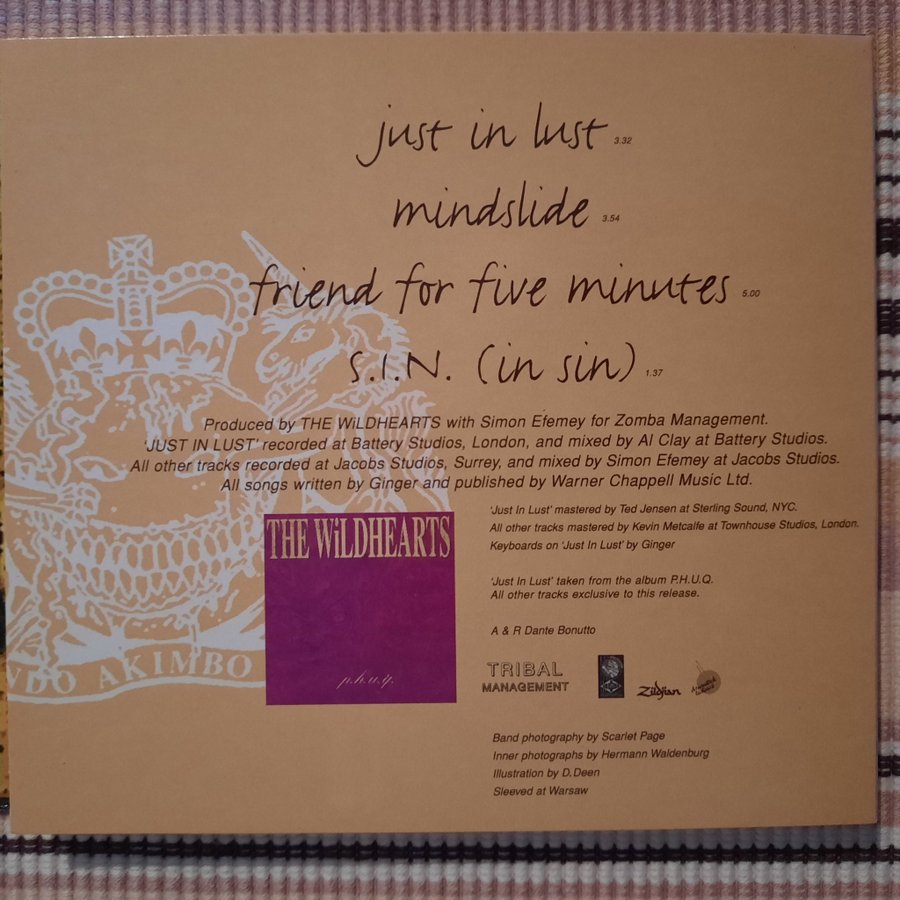 just in lust 3.32
mindslide 3.54
friend for five minutes 5.00
S.I.N. (in sin) 1.37
Produced by THE WiLDHEARTS with Simon Efemey for Zomba Management.
'JUST IN LUST' recorded at Battery Studios, London, and mixed by Al Clay at Battery Studios.
All other tracks recorded at Jacobs Studios, Surrey, and mixed by Simon Efemey at Jacobs Studios.
All songs written by Ginger and published by Warner Chappell Music Ltd.
THE WiLDHEARTS
p.h.u.q.
'Just In Lust' mastered by Ted Jensen at Sterling Sound, NYC.
All other tracks mastered by Kevin Metcalfe at Townhouse Studios, London.
Keyboards on 'Just In Lust' by Ginger
'Just In Lust' taken from the album P.H.U.Q.
All other tracks exclusive to this release.
A & R Dante Bonutto
NDO AKIMBO
TRIBAL
MANAGEMENT
Zildjian
Band photography by Scarlet Page
Inner photographs by Hermann Waldenburg
Illustration by D.Deen
Sleeved at Warsaw